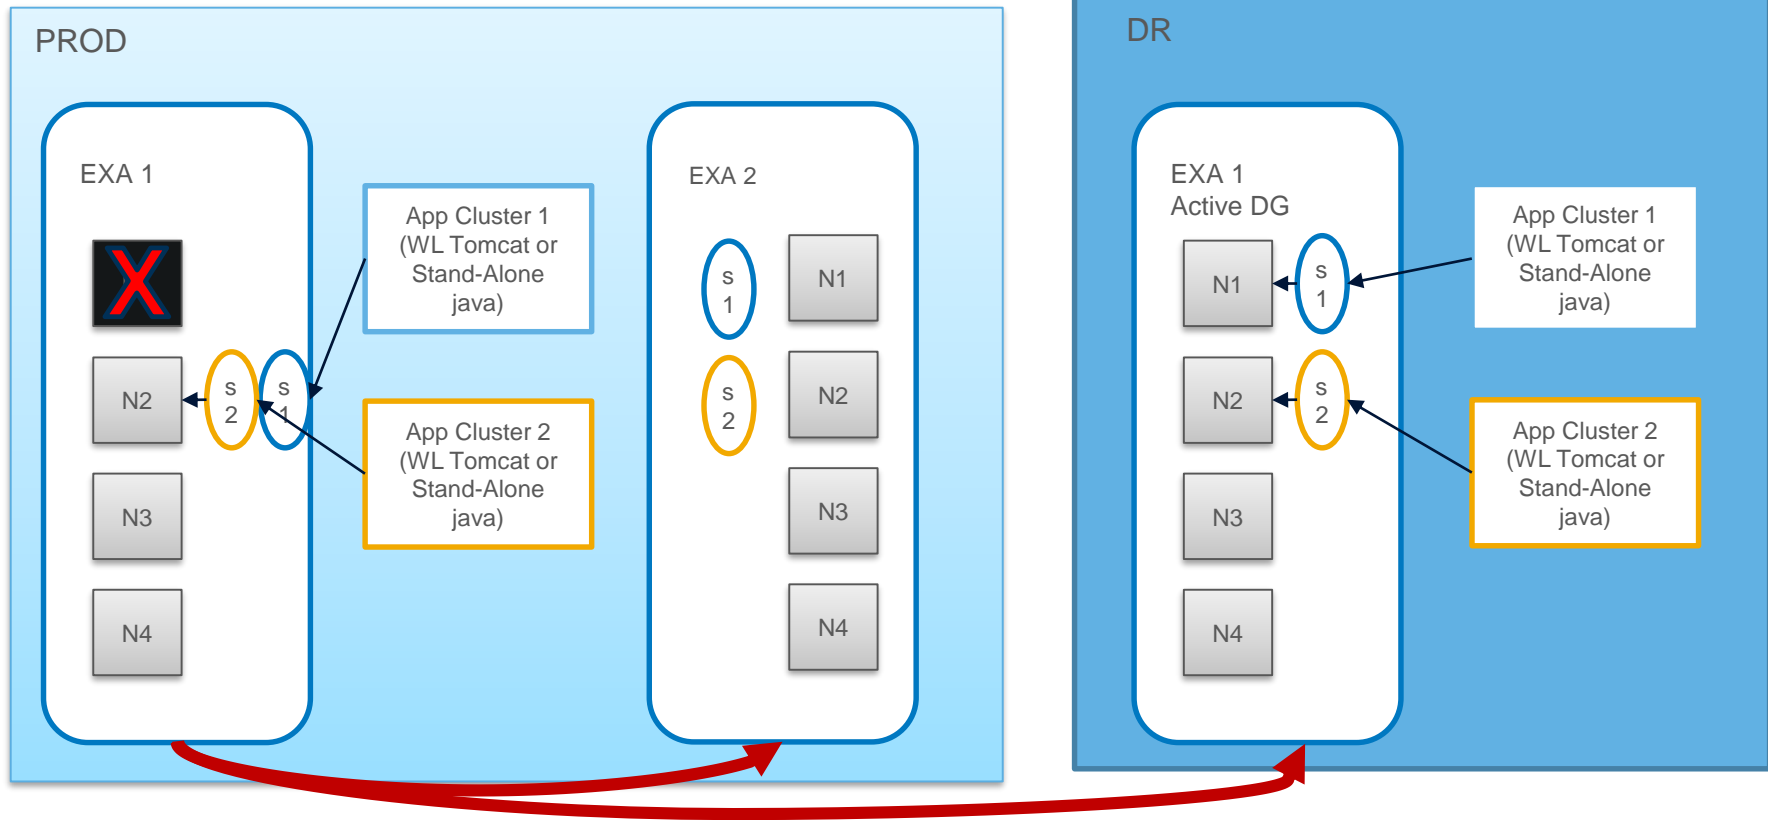 PROD
EXA 1
X
N2
s
2
s
1
N3
N4
App Cluster 1
(WL Tomcat or
Stand-Alone
java)
App Cluster 2
(WL Tomcat or
Stand-Alone
java)
EXA 2
s
1
s
2
N1
N2
N3
N4
DR
EXA 1
Active DG
N1
s
1
N2
s
2
N3
N4
App Cluster 1
(WL Tomcat or
Stand-Alone
java)
App Cluster 2
(WL Tomcat or
Stand-Alone
java)